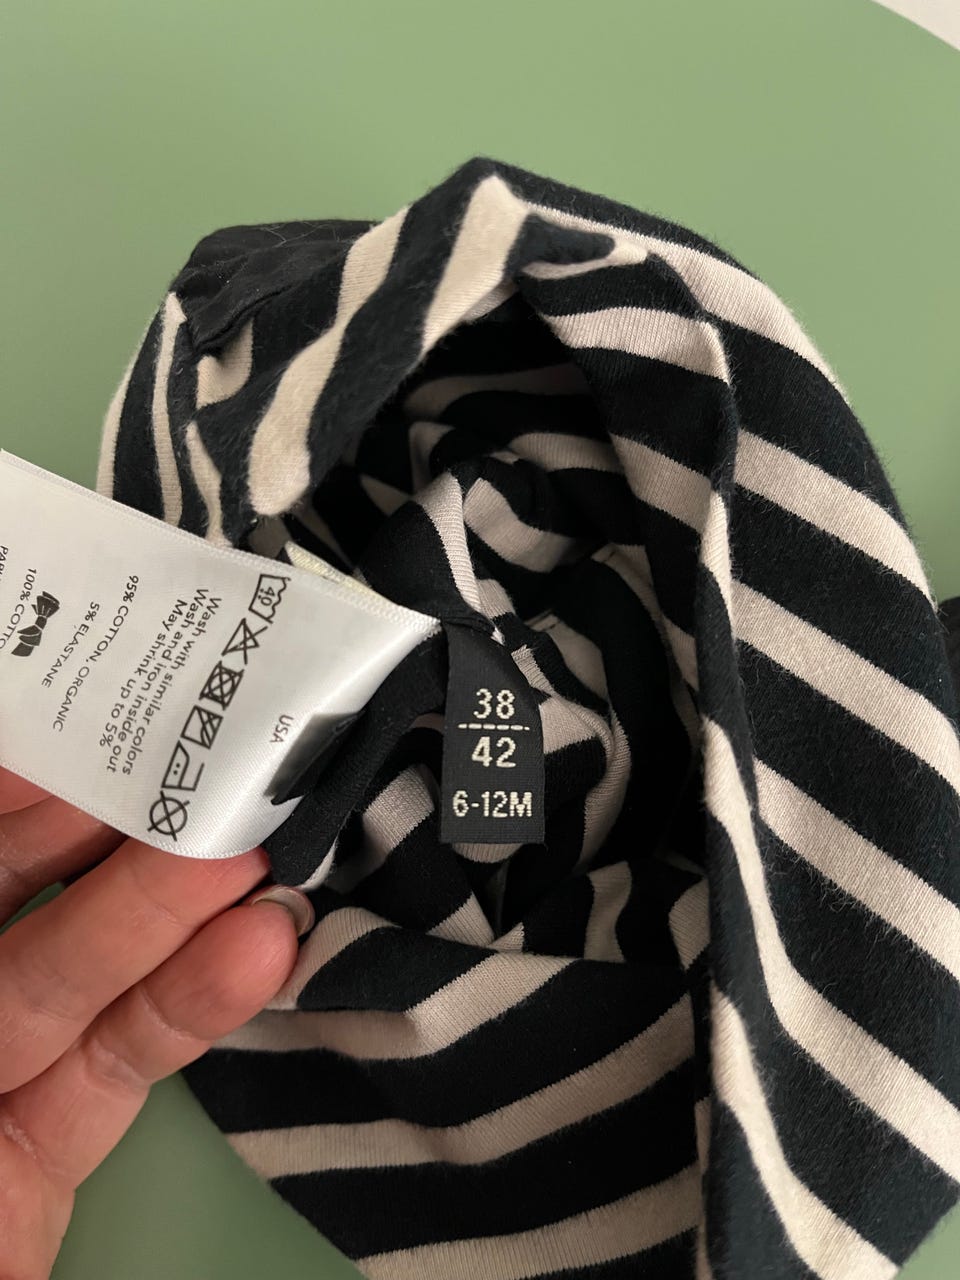 38
42
6-12M
40
Wash with similar colors
Wash and iron inside out
May shrink up to 5%
95% COTTON, ORGANIC
5% ELASTANE
100% COTTO
USA